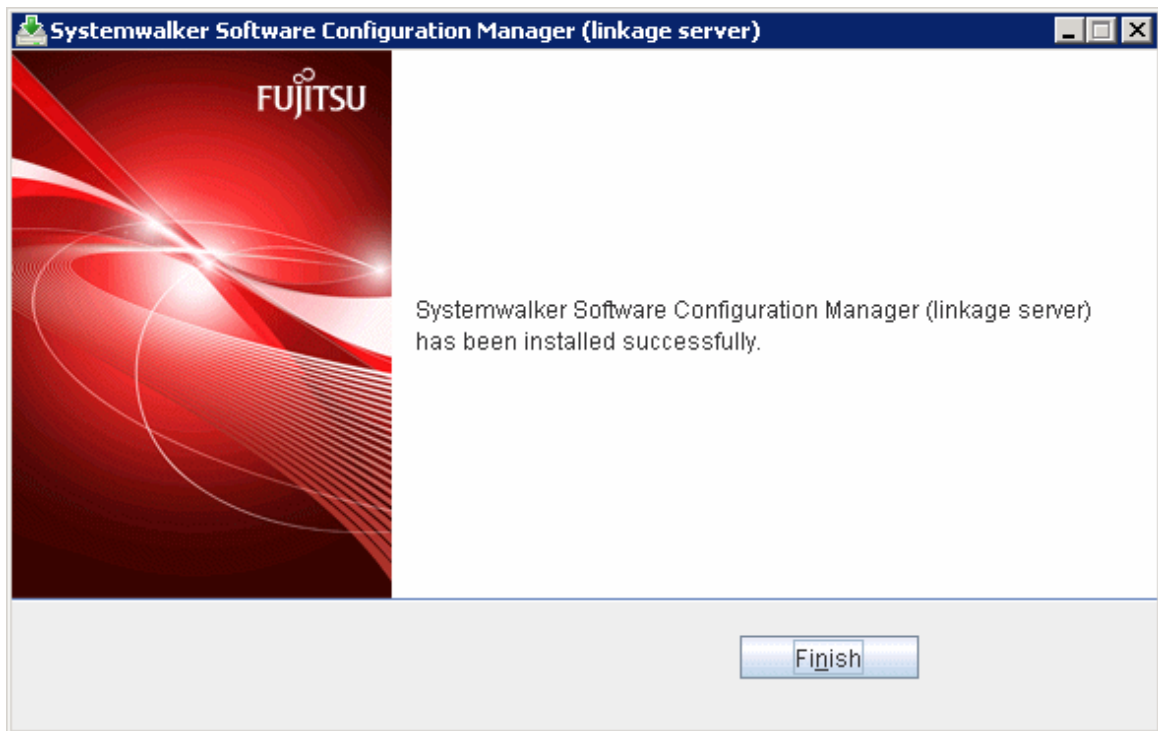 Systemwalker Software Configuration Manager (linkage server)
FUJITSU
Systemwalker Software Configuration Manager (linkage server)
has been installed successfully.
Finish